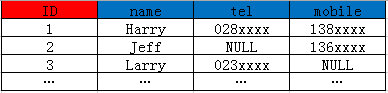 ID name tel mobile
1 Harry 028xxxx 138xxxx
2 Jeff NULL 136xxxx
3 Larry 023xxxx NULL
… … … …